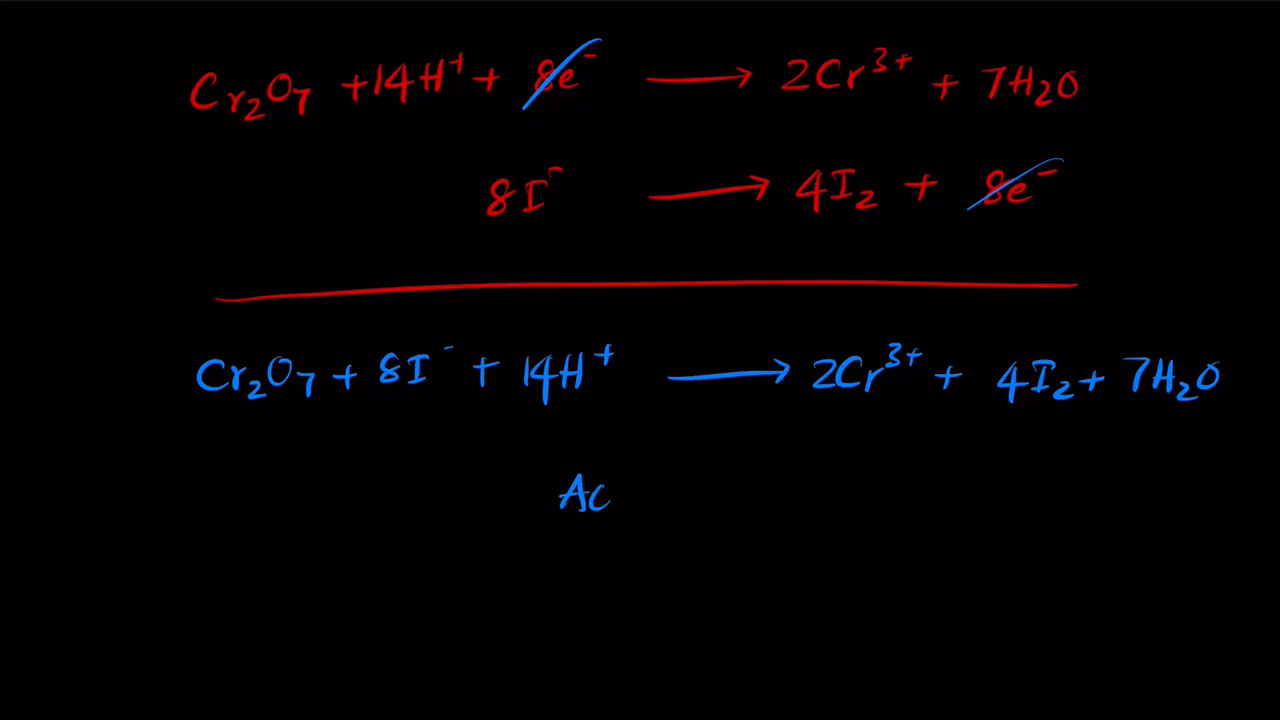 Cr₂O₇ + 14H⁺ + 8e⁻ ⟶ 2Cr³⁺ + 7H₂O
8I⁻ ⟶ 4I₂ + 8e⁻
Cr₂O₇ + 8I⁻ + 14H⁺ ⟶ 2Cr³⁺ + 4I₂ + 7H₂O
Ac